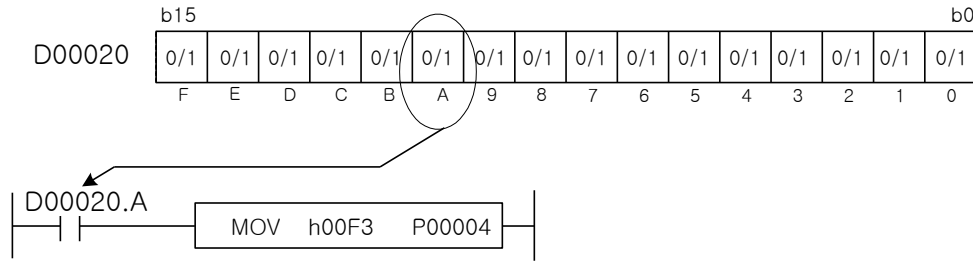 b15 b0
D00020 0/1 0/1 0/1 0/1 0/1 0/1 0/1 0/1 0/1 0/1 0/1 0/1 0/1 0/1 0/1 0/1
F E D C B A 9 8 7 6 5 4 3 2 1 0
D00020.A
MOV h00F3 P00004